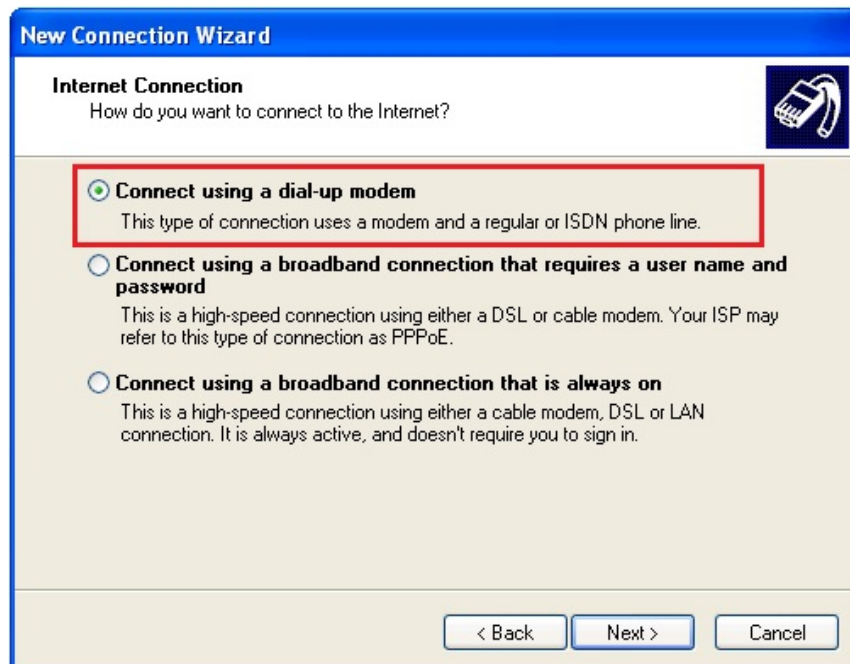 New Connection Wizard
Internet Connection
How do you want to connect to the Internet?
Connect using a dial-up modem
This type of connection uses a modem and a regular or ISDN phone line.
Connect using a broadband connection that requires a user name and
password
This is a high-speed connection using either a DSL or cable modem. Your ISP may
refer to this type of connection as PPPoE.
Connect using a broadband connection that is always on
This is a high-speed connection using either a cable modem, DSL or LAN
connection. It is always active, and doesn't require you to sign in.
< Back Next > Cancel